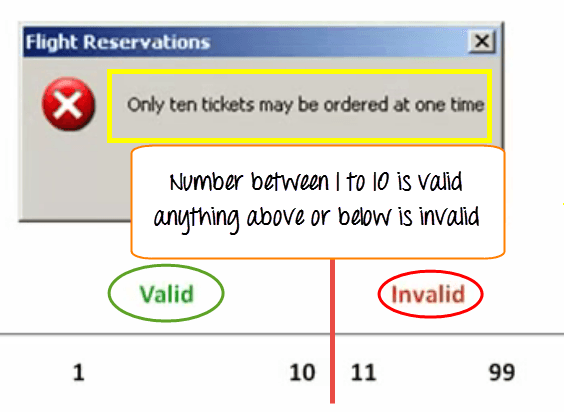 Flight Reservations
Only ten tickets may be ordered at one time
Number between 1 to 10 is valid
anything above or below is invalid
Valid Invalid
1 10 11 99